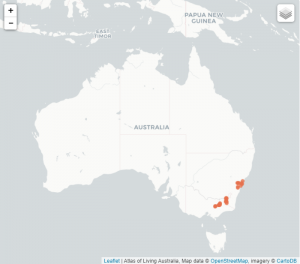 +
−
PAPUA NEW
GUINEA
EAST
TIMOR
AUSTRALIA
Leaflet | Atlas of Living Australia, Map data © OpenStreetMap, imagery © CartoDB